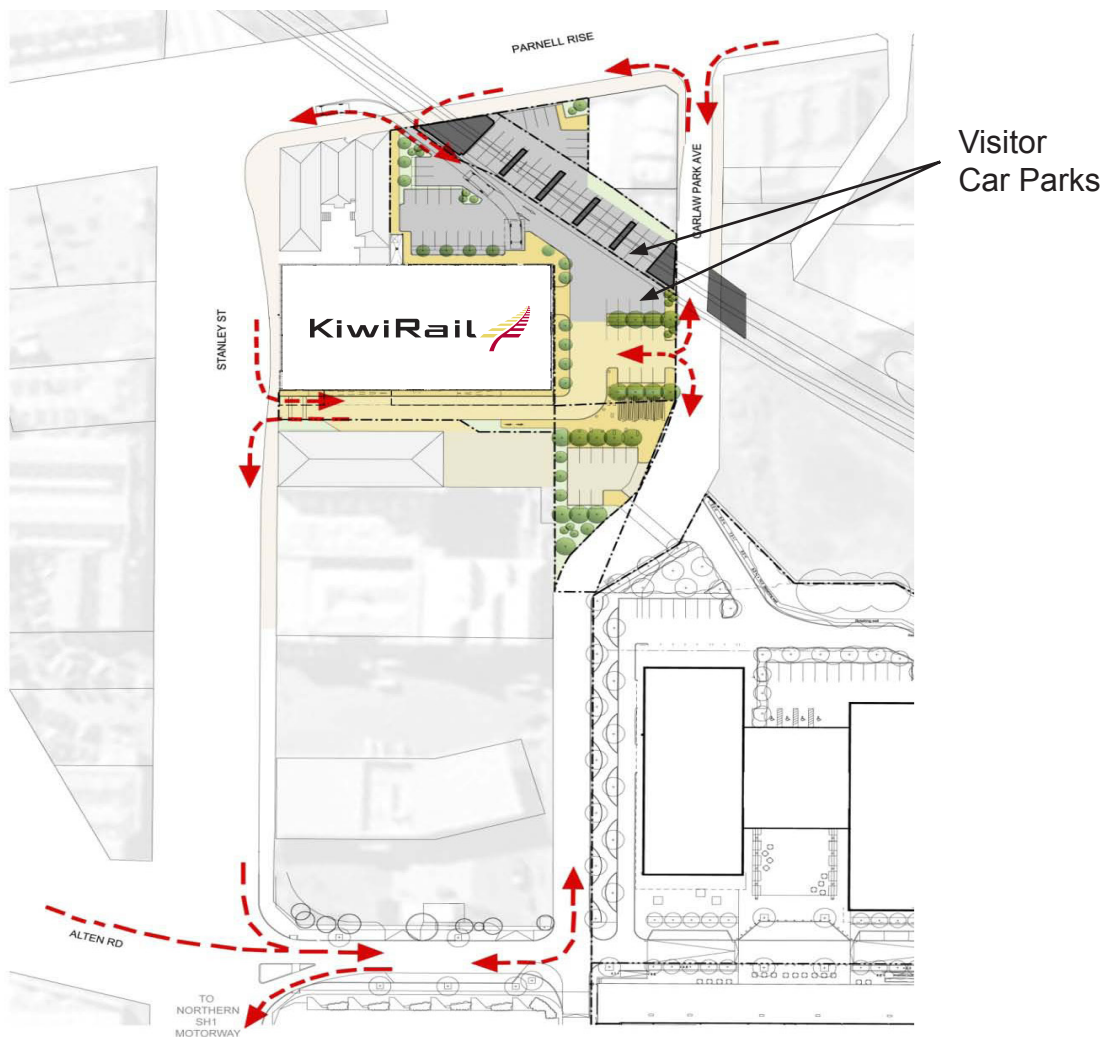 PARNELL RISE
Visitor
Car Parks
CARLAW PARK AVE
KiwiRail
STANLEY ST
ALTEN RD
TO
NORTHERN
SH1
MOTORWAY